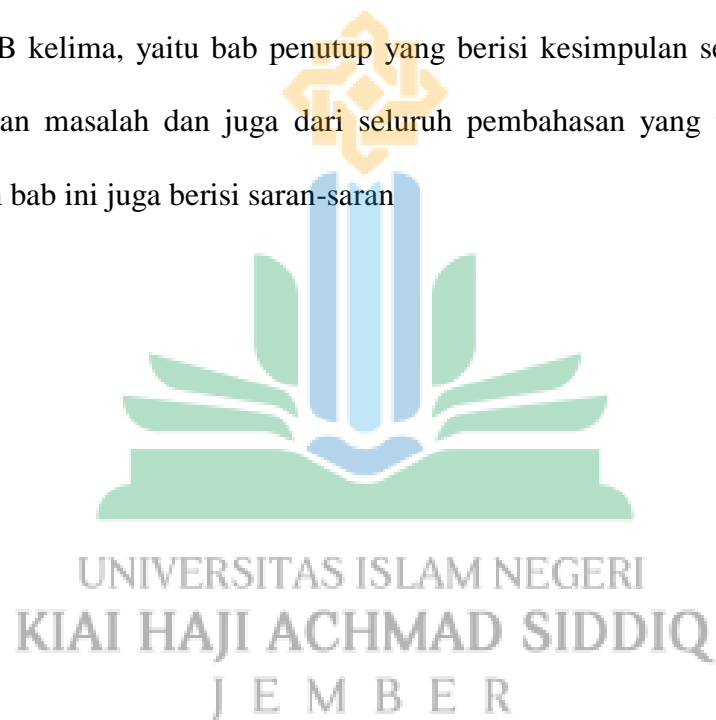 B kelima, yaitu bab penutup yang berisi kesimpulan se
an masalah dan juga dari seluruh pembahasan yang
bab ini juga berisi saran-saran
UNIVERSITAS ISLAM NEGERI
KIAI HAJI ACHMAD SIDDIQ
JEMBER